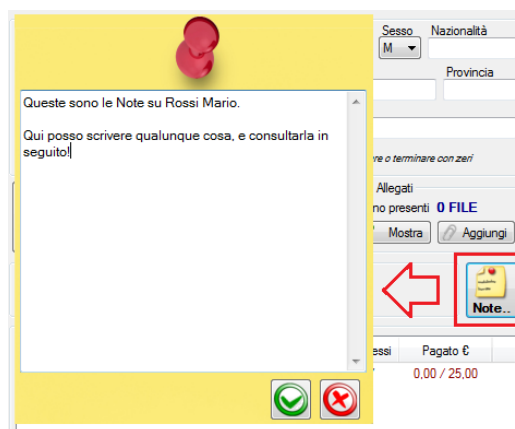 Sesso Nazionalità
M
Provincia
Queste sono le Note su Rossi Mario.
Qui posso scrivere qualunque cosa, e consultarla in
seguito!
re o terminare con zeri
Allegati
no presenti 0 FILE
Mostra Aggiungi
Note..
essi Pagato €
0,00 / 25,00